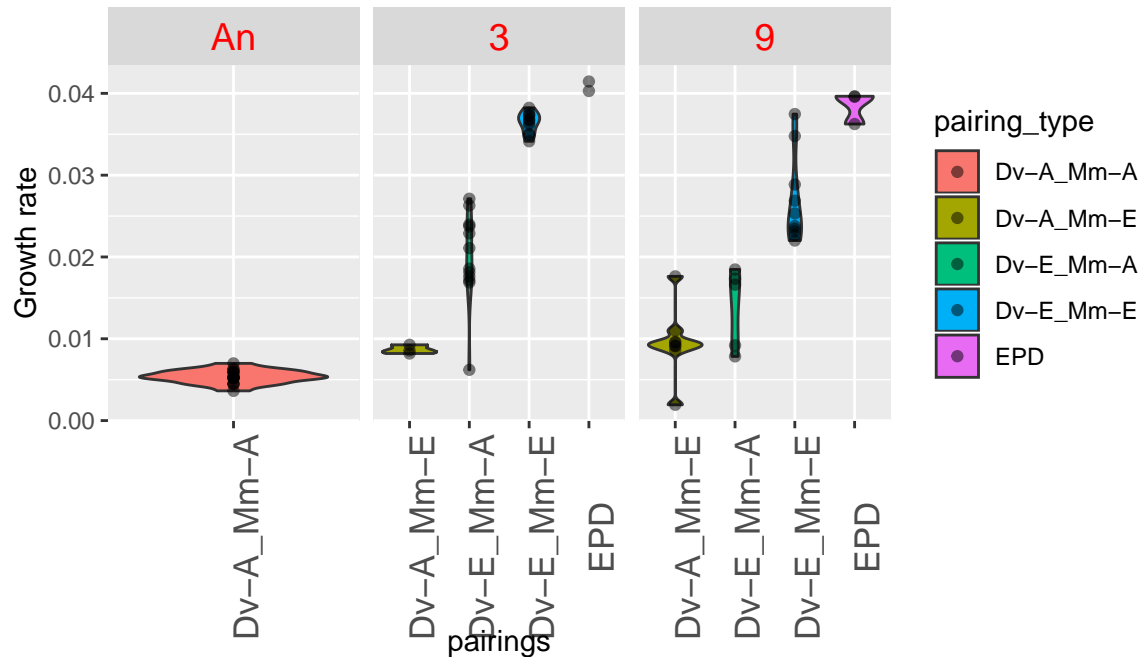 An 3 9
0.04
0.03
0.02
0.01
0.00
Growth rate
Dv−A_Mm−A
Dv−A_Mm−E
Dv−E_Mm−A
Dv−E_Mm−E
EPD
Dv−A_Mm−E
Dv−E_Mm−A
Dv−E_Mm−E
EPD
pairings
pairing_type
Dv−A_Mm−A
Dv−A_Mm−E
Dv−E_Mm−A
Dv−E_Mm−E
EPD